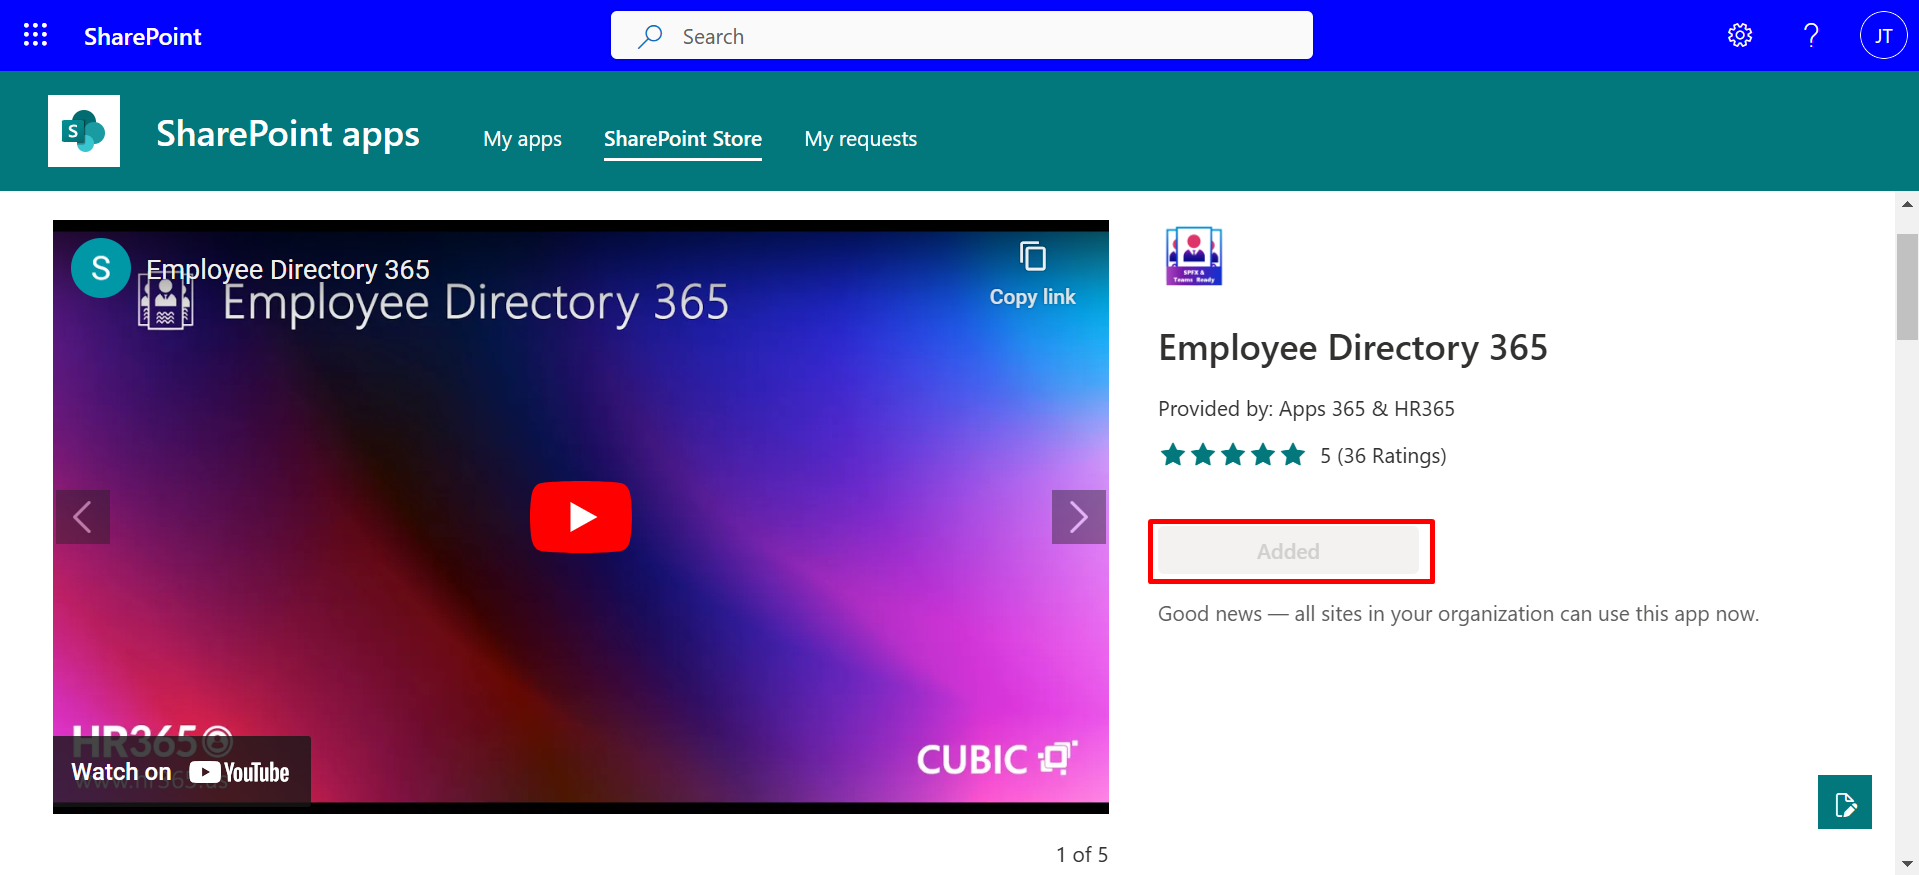 SharePoint
Search
JT
S
SharePoint apps
My apps
SharePoint Store
My requests
S
Employee Directory 365
Employee Directory 365
Copy link
HR365
Watch on YouTube
www.hr365.us
CUBIC
1 of 5
SPFX &
Teams Ready
Employee Directory 365
Provided by: Apps 365 & HR365
5 (36 Ratings)
Added
Good news — all sites in your organization can use this app now.